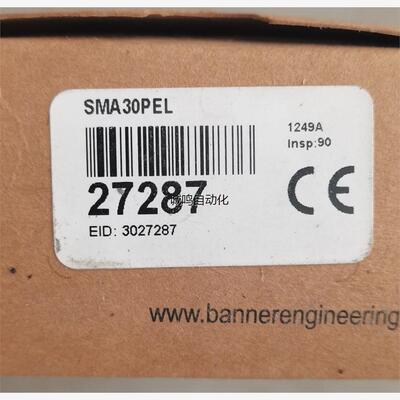 SMA30PEL
1249A
Insp:90
27287
EID: 3027287
CE
www.bannerengineering